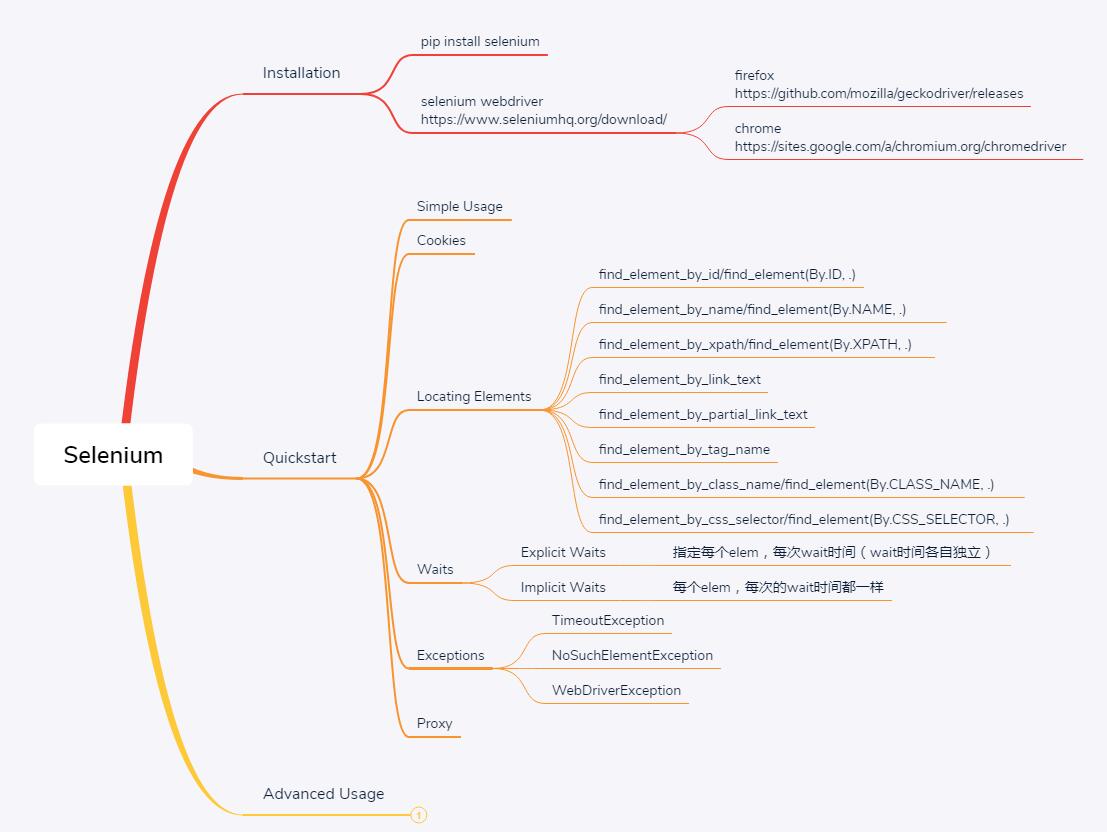 Selenium
Installation
pip install selenium
selenium webdriver
https://www.seleniumhq.org/download/
firefox
https://github.com/mozilla/geckodriver/releases
chrome
https://sites.google.com/a/chromium.org/chromedriver
Quickstart
Simple Usage
Cookies
Locating Elements
find_element_by_id/find_element(By.ID, .)
find_element_by_name/find_element(By.NAME, .)
find_element_by_xpath/find_element(By.XPATH, .)
find_element_by_link_text
find_element_by_partial_link_text
find_element_by_tag_name
find_element_by_class_name/find_element(By.CLASS_NAME, .)
find_element_by_css_selector/find_element(By.CSS_SELECTOR, .)
Waits
Explicit Waits
指定每个elem，每次wait时间（wait时间各自独立）
Implicit Waits
每个elem，每次的wait时间都一样
Exceptions
TimeoutException
NoSuchElementException
WebDriverException
Proxy
Advanced Usage
1